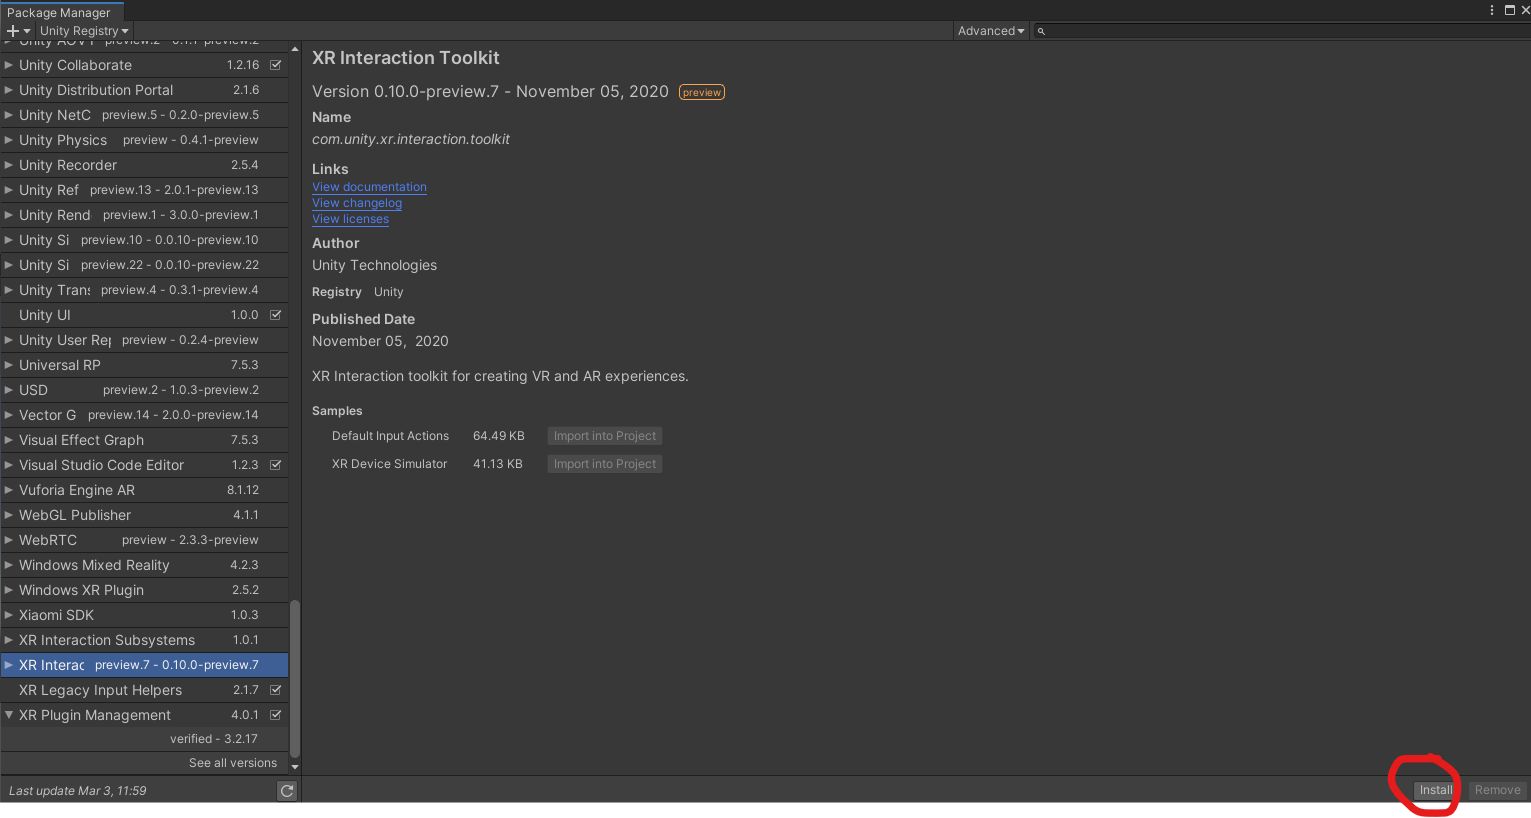 Package Manager
Unity Registry
Advanced
Unity Collaborate 1.2.16
Unity Distribution Portal 2.1.6
Unity NetC preview.5 - 0.2.0-preview.5
Unity Physics preview - 0.4.1-preview
Unity Recorder 2.5.4
Unity Ref preview.13 - 2.0.1-preview.13
Unity Rend preview.1 - 3.0.0-preview.1
Unity Si preview.10 - 0.0.10-preview.10
Unity Si preview.22 - 0.0.10-preview.22
Unity Trans preview.4 - 0.3.1-preview.4
Unity UI 1.0.0
Unity User Rep preview - 0.2.4-preview
Universal RP 7.5.3
USD preview.2 - 1.0.3-preview.2
Vector G preview.14 - 2.0.0-preview.14
Visual Effect Graph 7.5.3
Visual Studio Code Editor 1.2.3
Vuforia Engine AR 8.1.12
WebGL Publisher 4.1.1
WebRTC preview - 2.3.3-preview
Windows Mixed Reality 4.2.3
Windows XR Plugin 2.5.2
Xiaomi SDK 1.0.3
XR Interaction Subsystems 1.0.1
XR Interac preview.7 - 0.10.0-preview.7
XR Legacy Input Helpers 2.1.7
XR Plugin Management 4.0.1
verified - 3.2.17
See all versions
Last update Mar 3, 11:59
XR Interaction Toolkit
Version 0.10.0-preview.7 - November 05, 2020 preview
Name
com.unity.xr.interaction.toolkit
Links
View documentation
View changelog
View licenses
Author
Unity Technologies
Registry Unity
Published Date
November 05, 2020
XR Interaction toolkit for creating VR and AR experiences.
Samples
Default Input Actions 64.49 KB Import into Project
XR Device Simulator 41.13 KB Import into Project
Install Remove